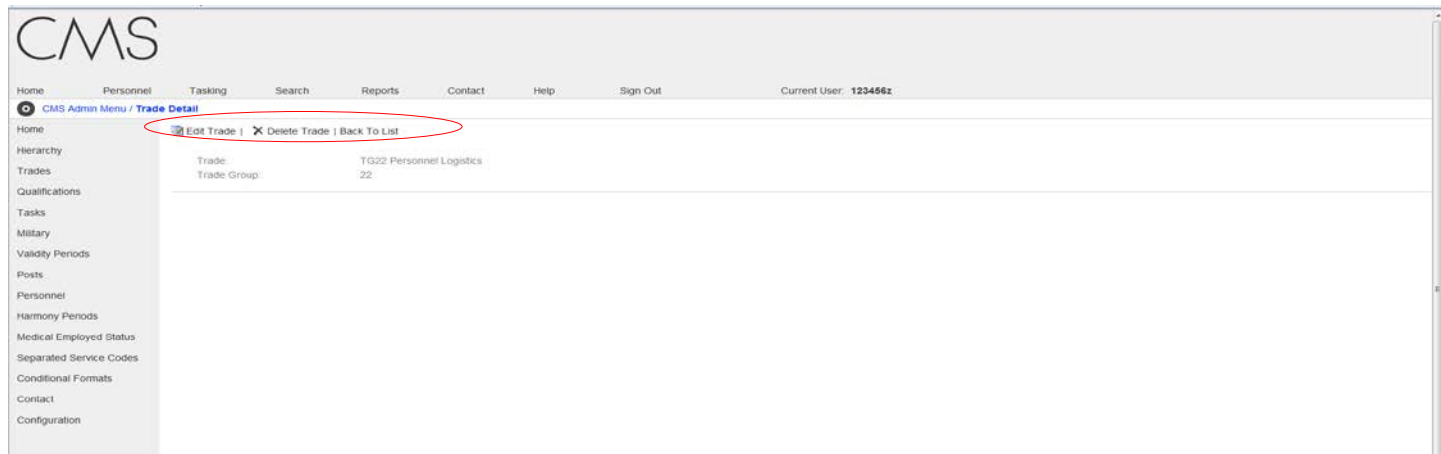 CMS
Home Personnel Tasking Search Reports Contact Help Sign Out Current User: 123456z
CMS Admin Menu / Trade Detail
Home
Edit Trade | Delete Trade | Back To List
Hierarchy
Trade: TG22 Personnel Logistics
Trades
Trade Group: 22
Qualifications
Tasks
Military
Validity Periods
Posts
Personnel
Harmony Periods
Medical Employed Status
Separated Service Codes
Conditional Formats
Contact
Configuration